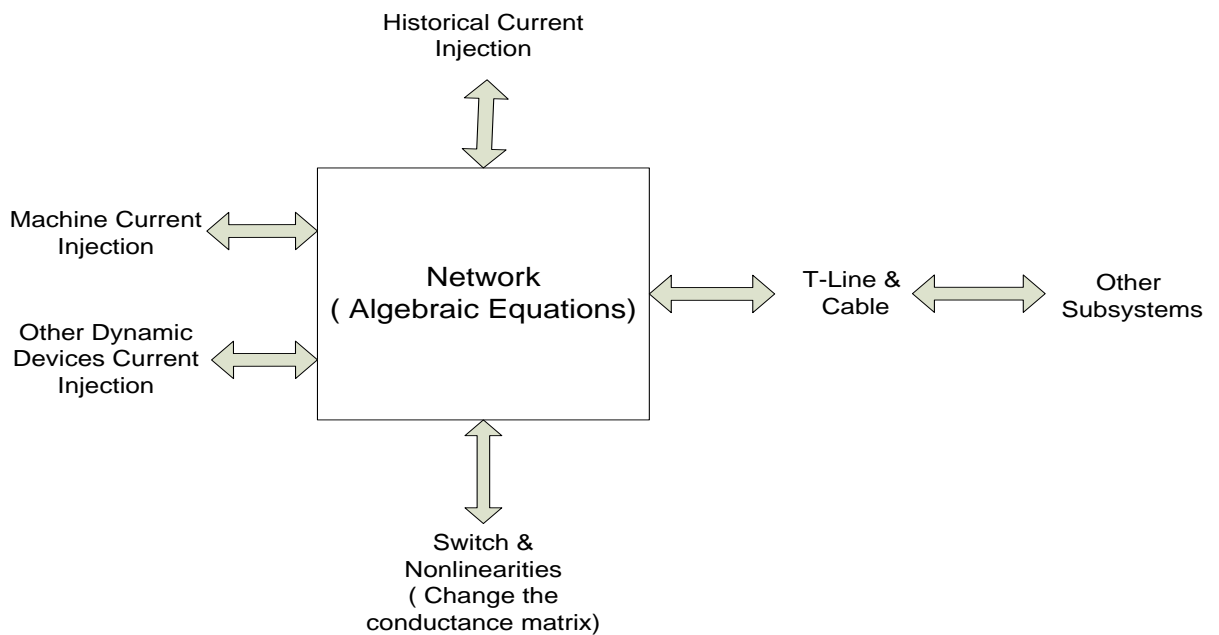 Historical Current
Injection
Machine Current
Injection
Other Dynamic
Devices Current
Injection
Network
( Algebraic Equations)
T-Line &
Cable
Other
Subsystems
Switch &
Nonlinearities
( Change the
conductance matrix)